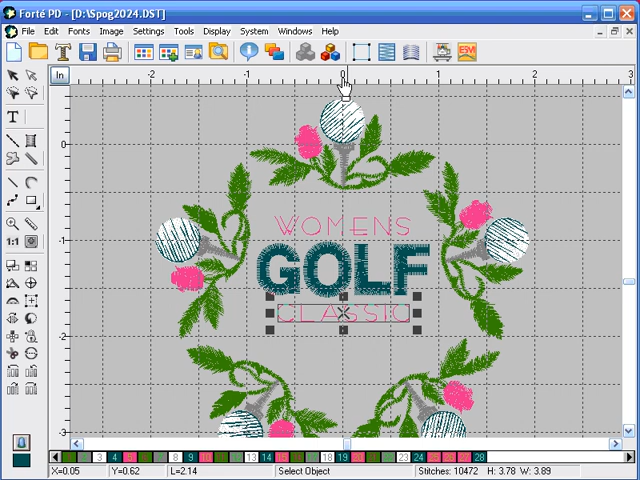 Forté PD - [D:\Spog2024.DST]
File Edit Fonts Image Settings Tools Display System Windows Help
In -2 -1 0 1 2 3
0
-1
-2
-3
T
1:1
ESM
WOMENS
GOLF
CLASSIC
3 4 5 8 9 13 14 18 19 23 24 28
X=0.05 Y=0.62 L=2.14 Select Object Stitches: 10472 H: 3.78 W: 3.89